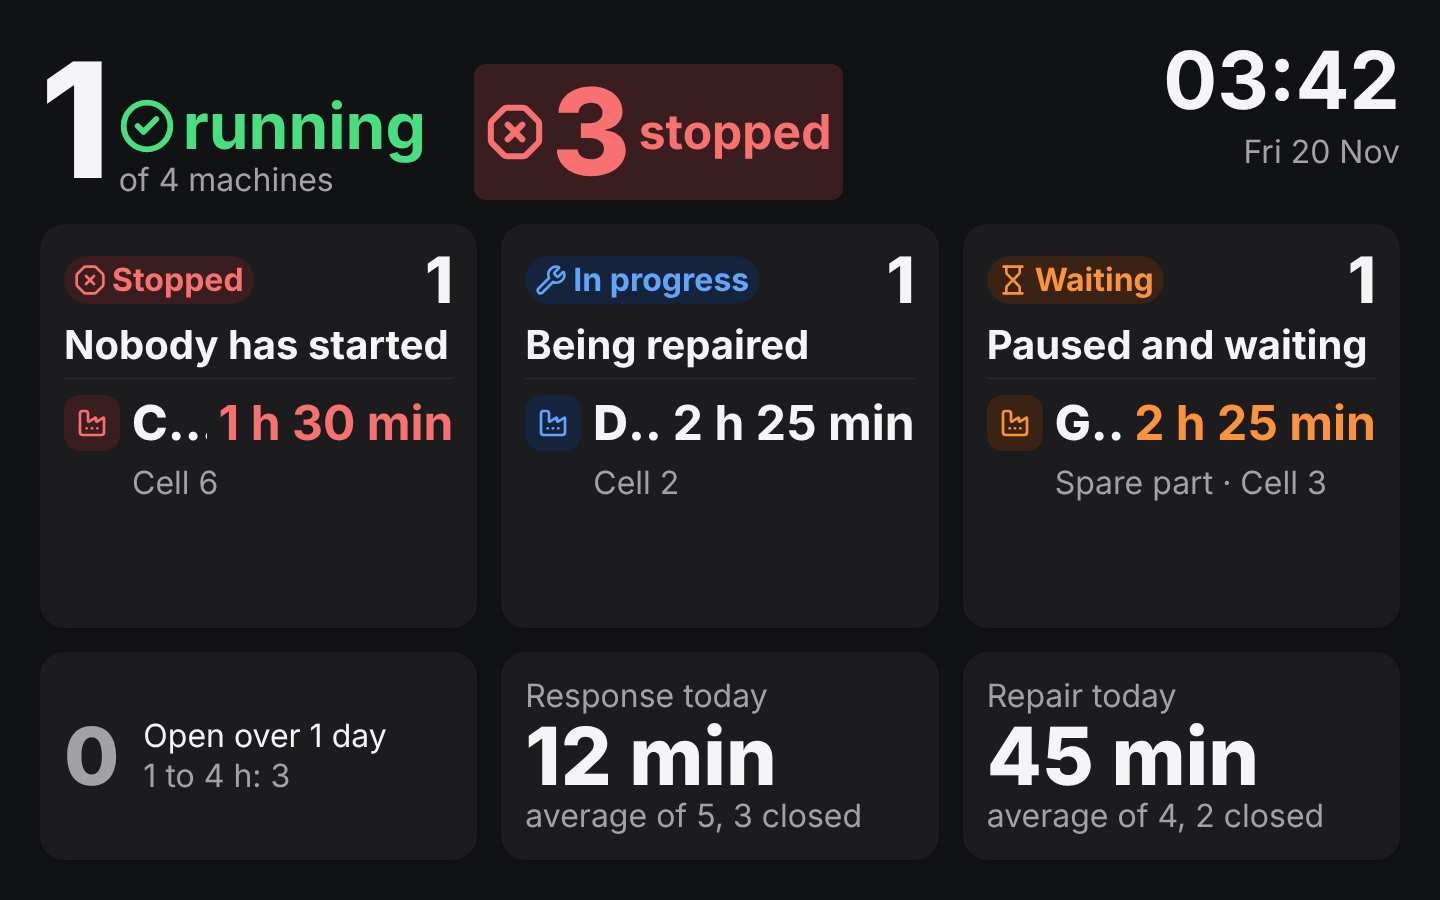 1 running
of 4 machines
3 stopped
03:42
Fri 20 Nov
Stopped 1
Nobody has started
C... 1 h 30 min
Cell 6
In progress 1
Being repaired
D... 2 h 25 min
Cell 2
Waiting 1
Paused and waiting
G... 2 h 25 min
Spare part · Cell 3
0
Open over 1 day
1 to 4 h: 3
Response today
12 min
average of 5, 3 closed
Repair today
45 min
average of 4, 2 closed